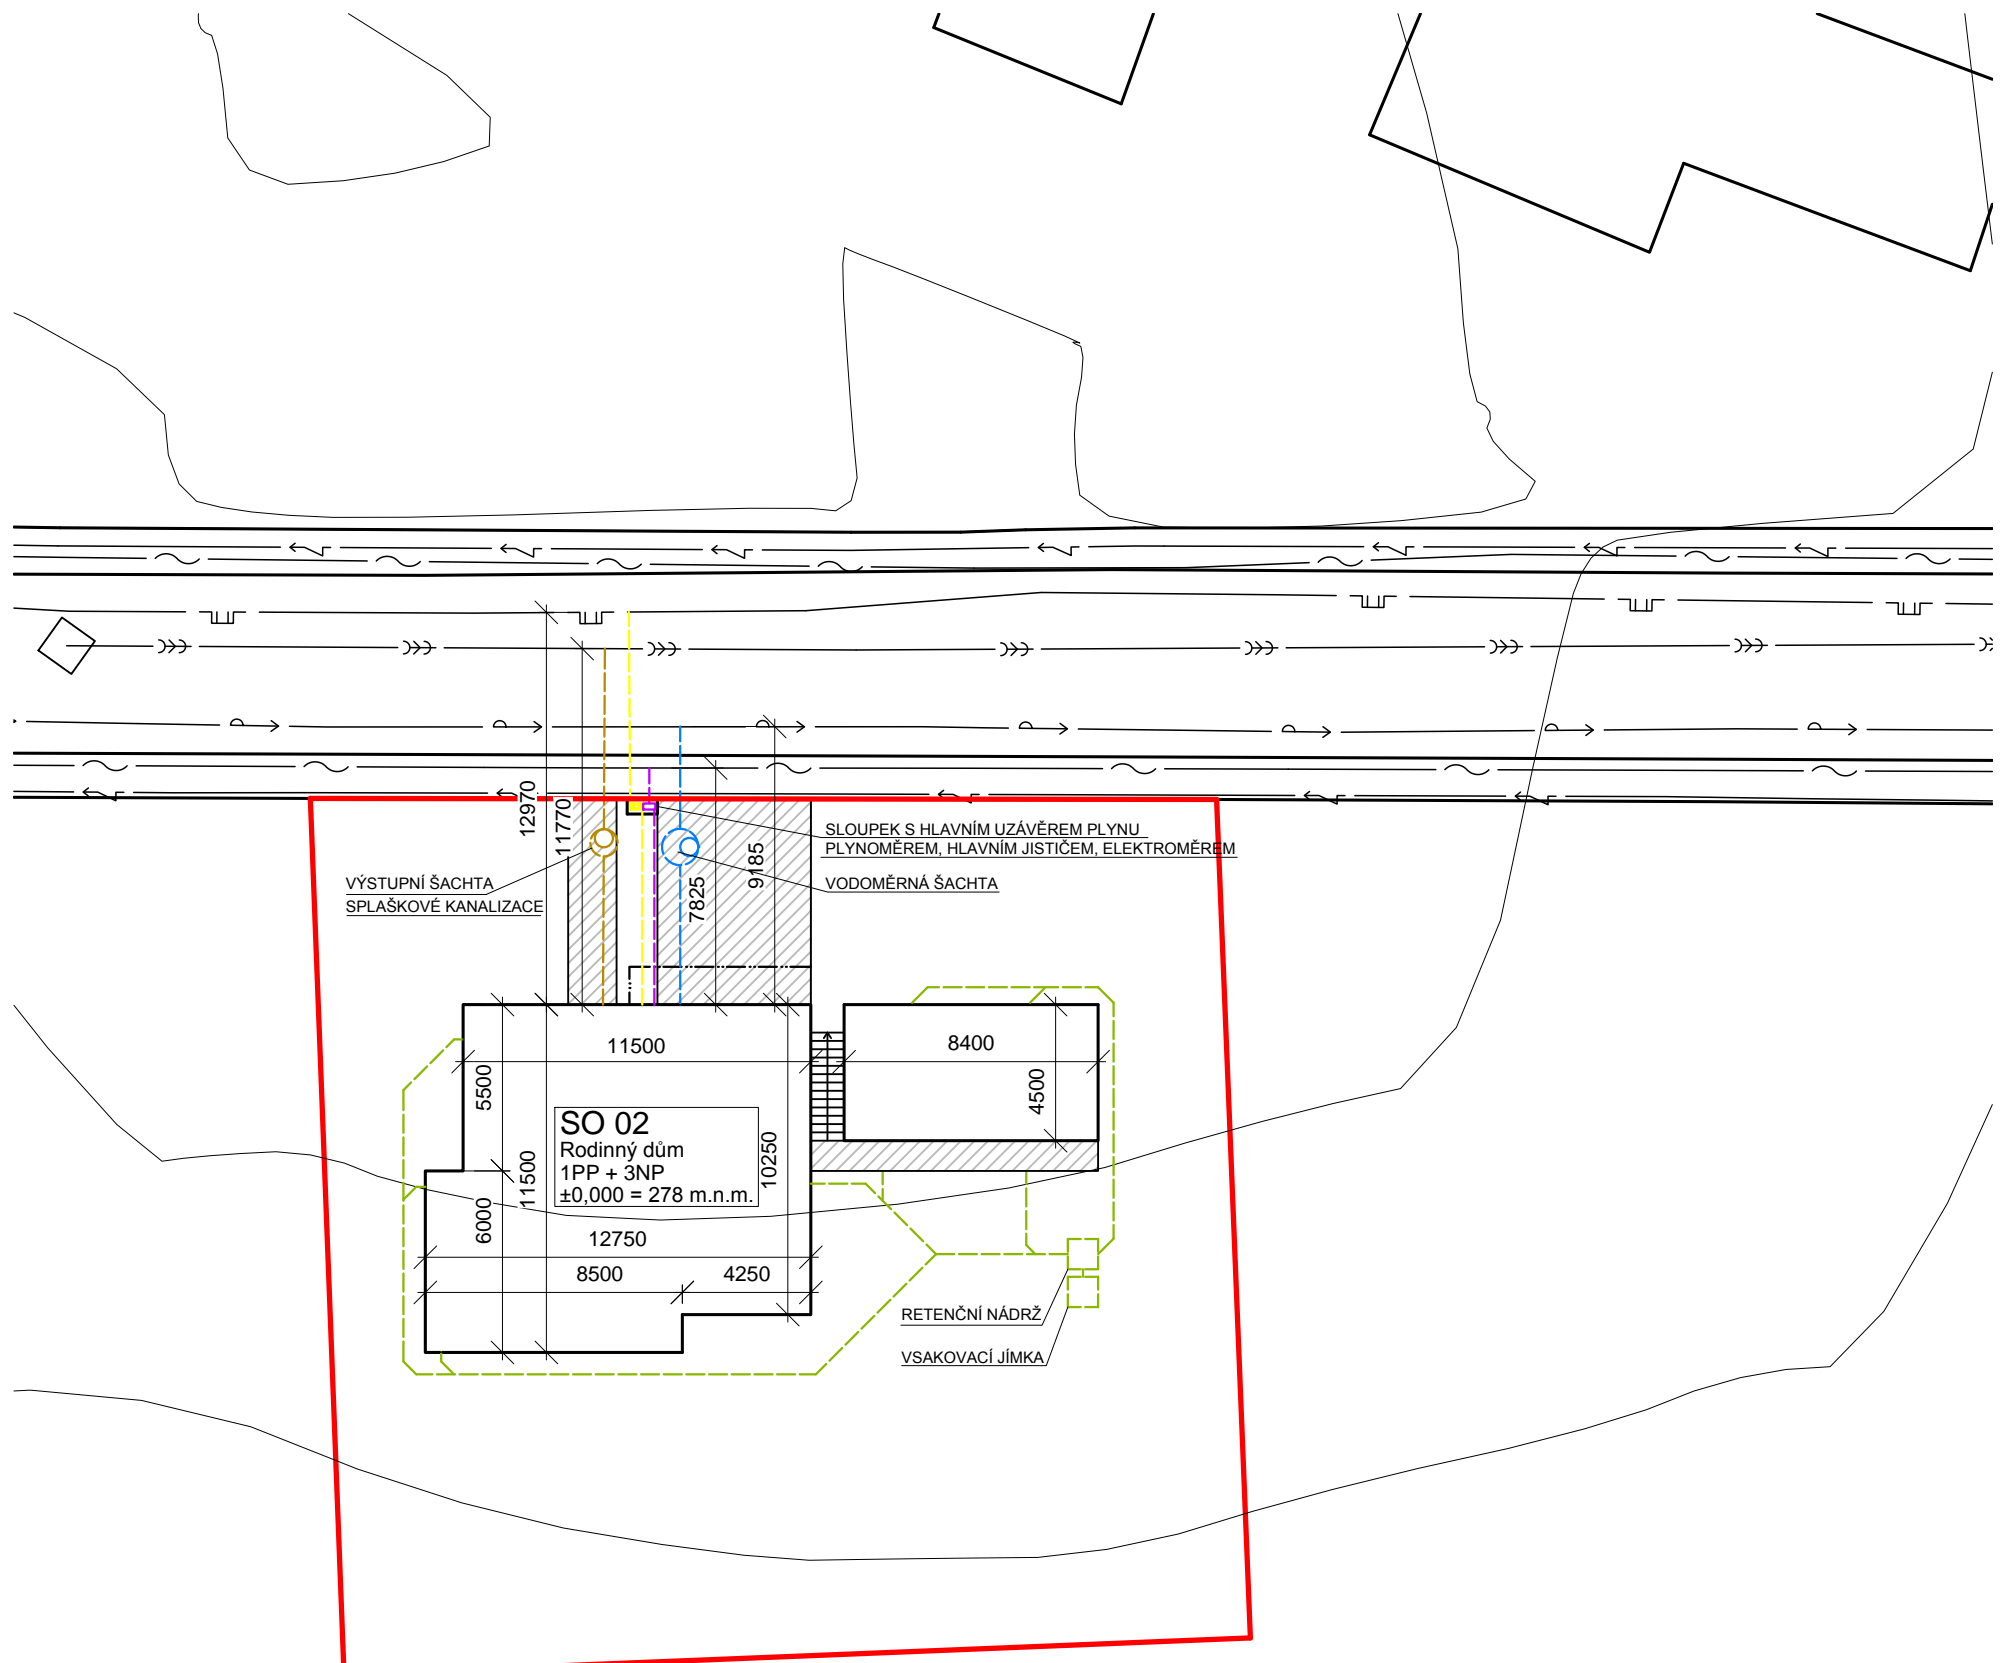 12970
11770
9185
7825
SLOUPEK S HLAVNÍM UZÁVĚREM PLYNU
PLYNOMĚREM, HLAVNÍM JISTIČEM, ELEKTROMĚREM
VODOMĚRNÁ ŠACHTA
VÝSTUPNÍ ŠACHTA
SPLAŠKOVÉ KANALIZACE
11500
8400
5500
4500
SO 02
Rodinný dům
1PP + 3NP
±0,000 = 278 m.n.m.
11500
10250
6000
12750
8500
4250
RETENČNÍ NÁDRŽ
VSAKOVACÍ JÍMKA